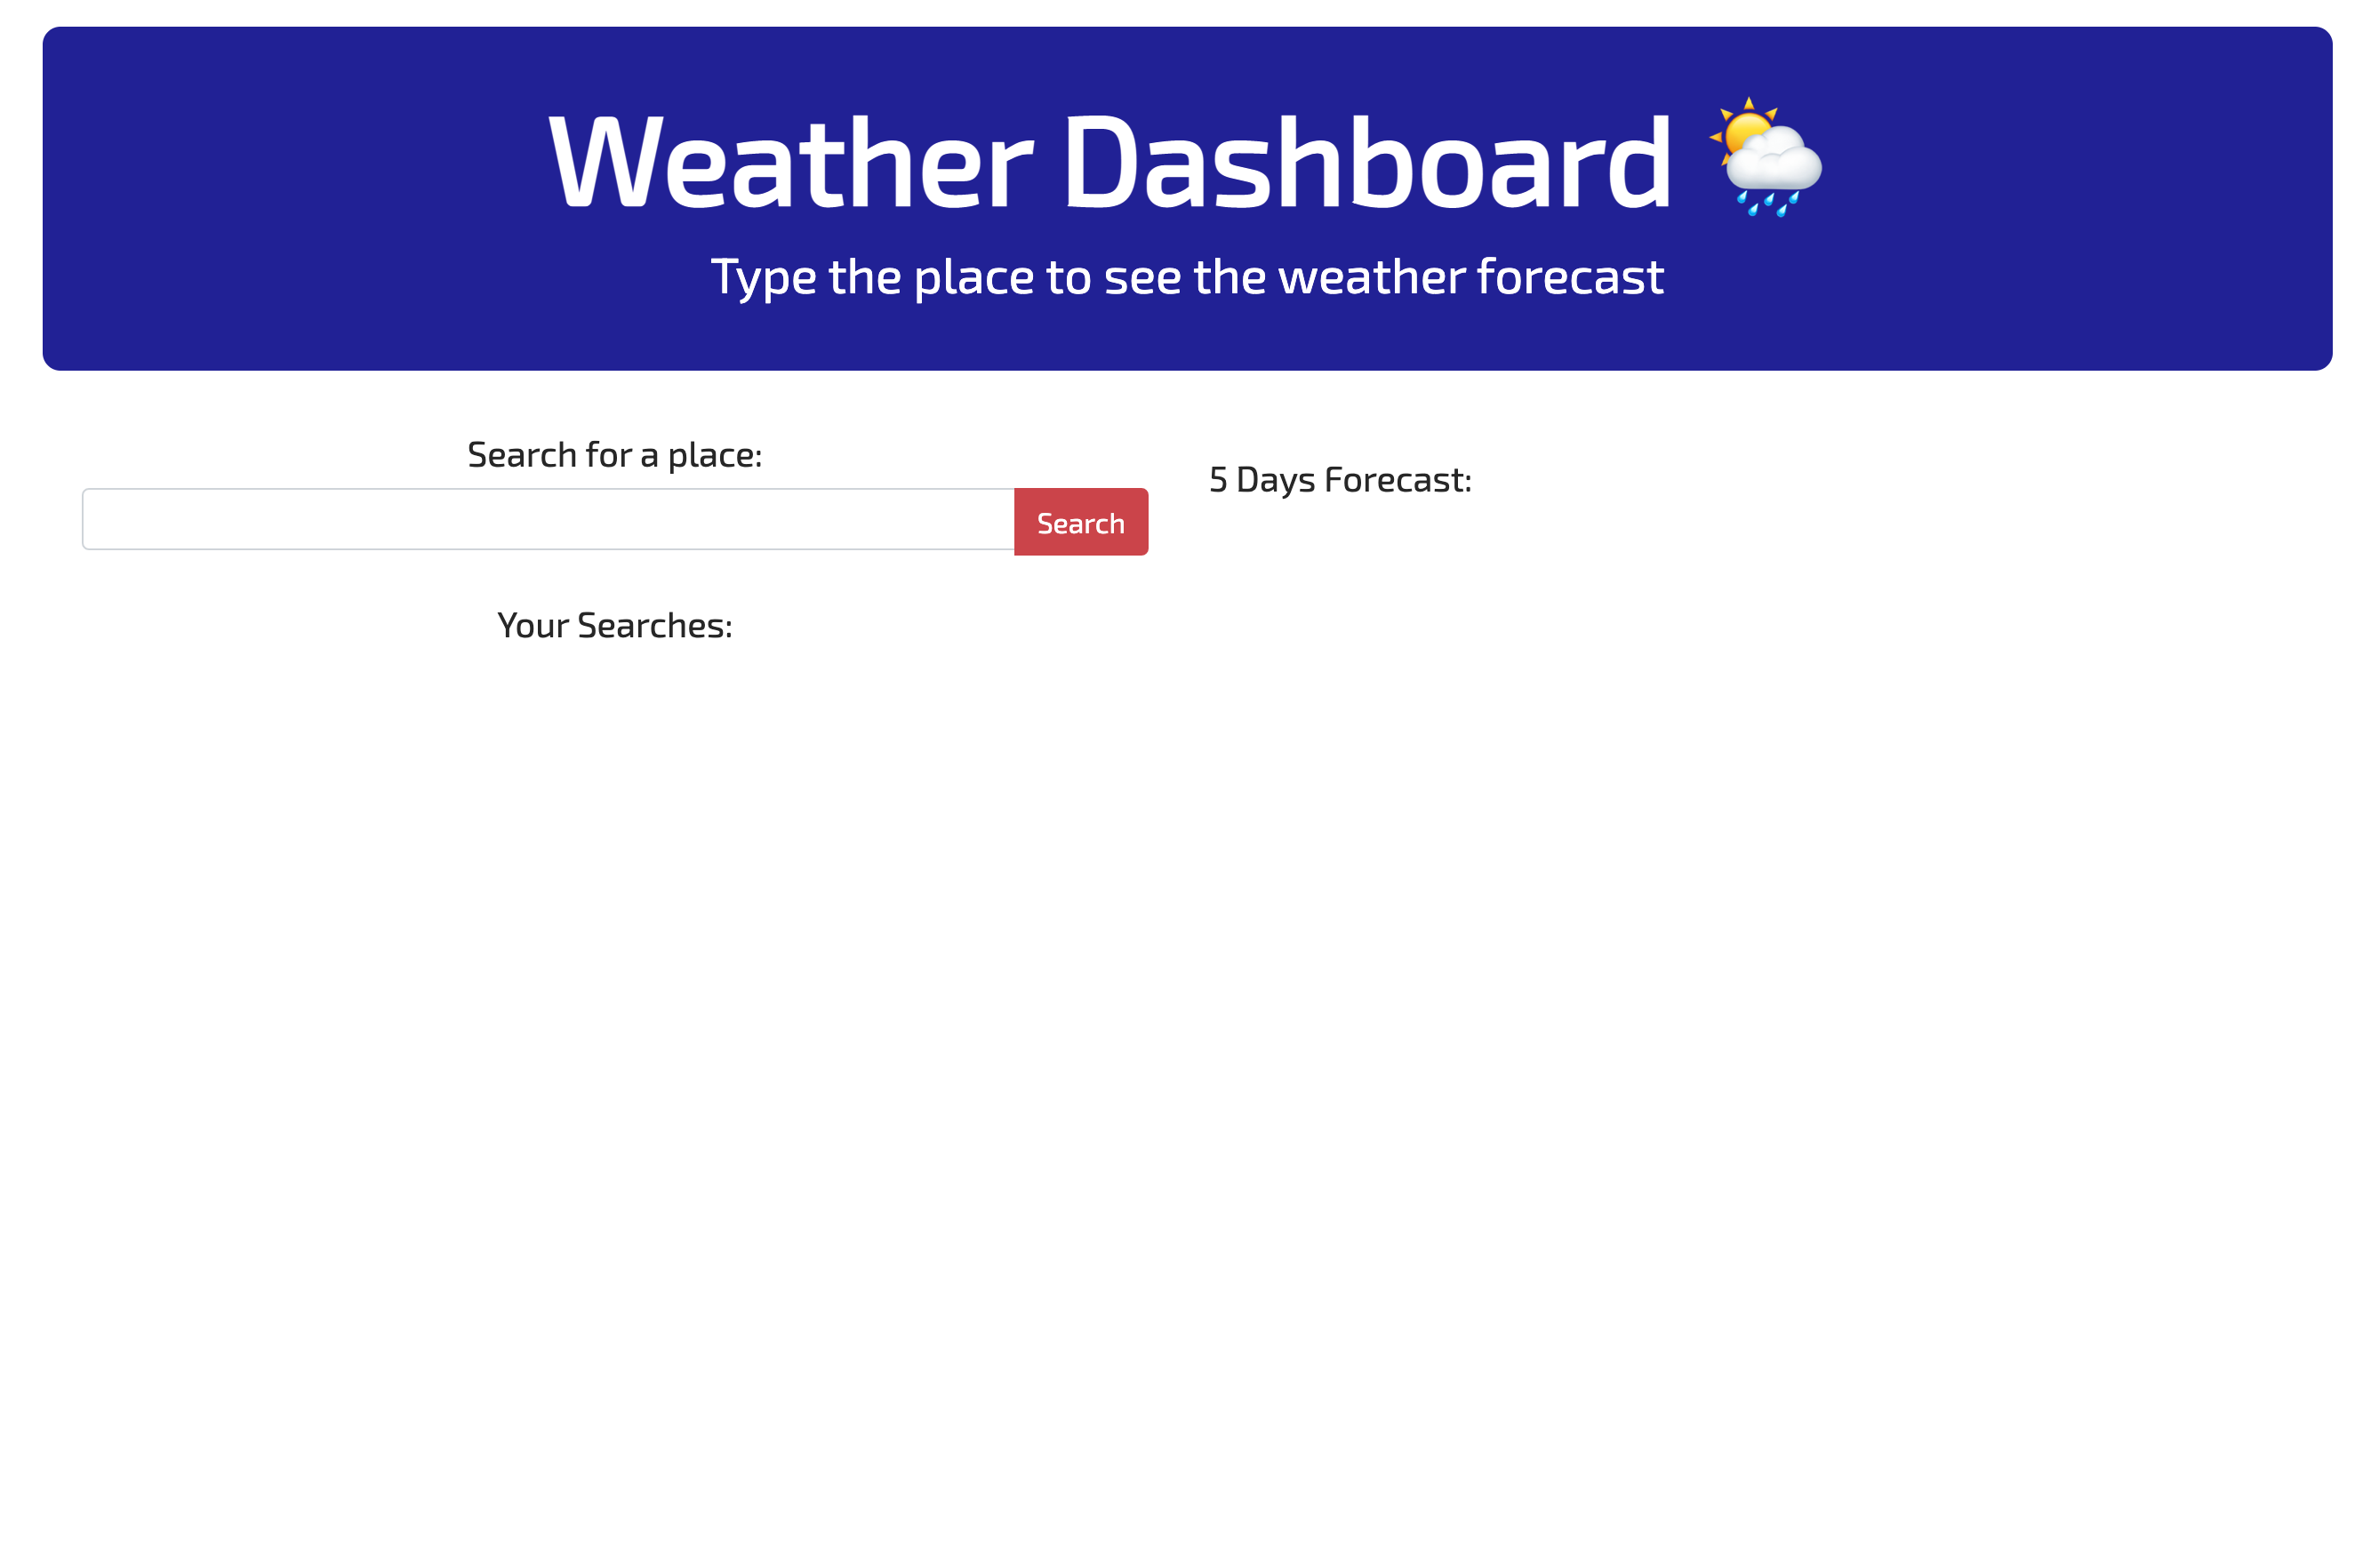 Weather Dashboard
Type the place to see the weather forecast
Search for a place:
Search
Your Searches:
5 Days Forecast: